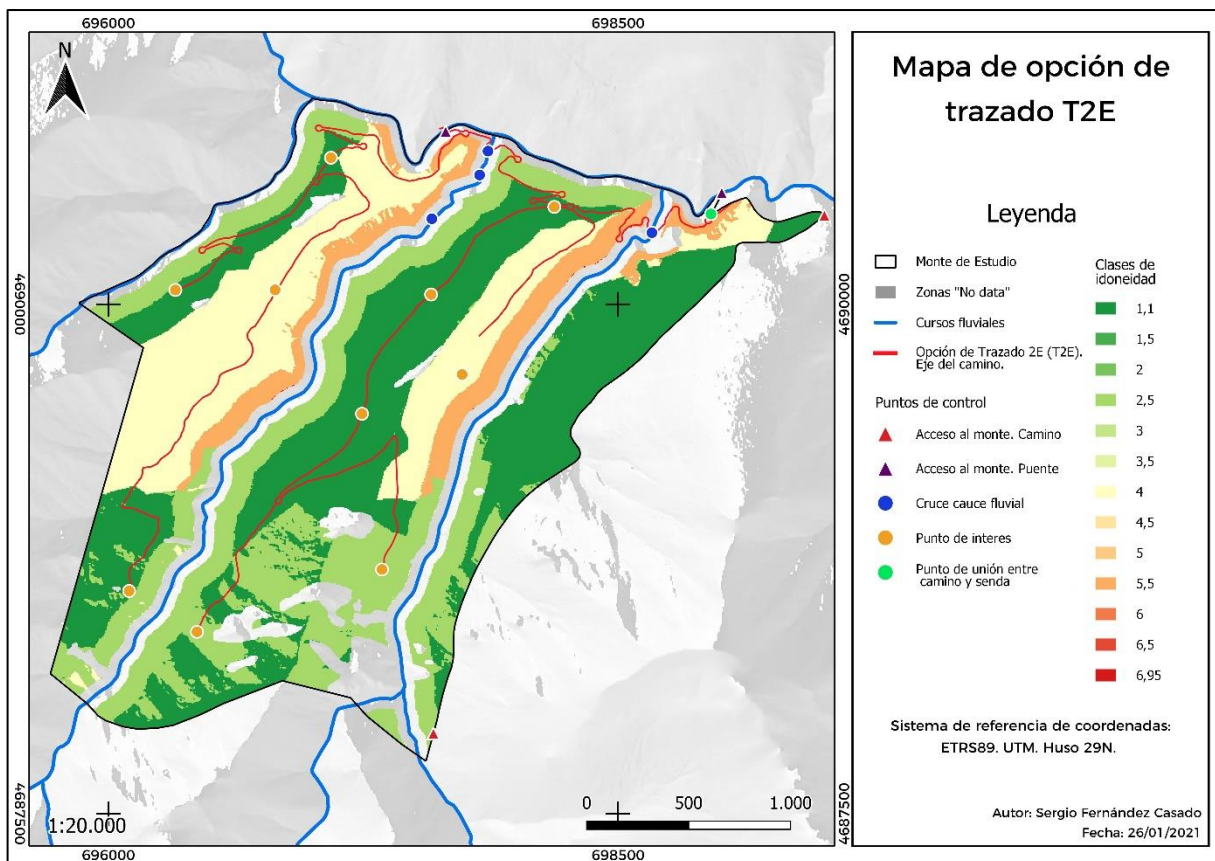 696000
698500
N
4690000
4690000
4687500
4687500
1:20.000
0
500
1.000
696000
698500
Mapa de opción de
trazado T2E
Leyenda
Monte de Estudio
Zonas "No data"
Cursos fluviales
Opción de Trazado 2E (T2E).
Eje del camino.
Puntos de control
Acceso al monte. Camino
Acceso al monte. Puente
Cruce cauce fluvial
Punto de interes
Punto de unión entre
camino y senda
Clases de
idoneidad
1,1
1,5
2
2,5
3
3,5
4
4,5
5
5,5
6
6,5
6,95
Sistema de referencia de coordenadas:
ETRS89. UTM. Huso 29N.
Autor: Sergio Fernández Casado
Fecha: 26/01/2021